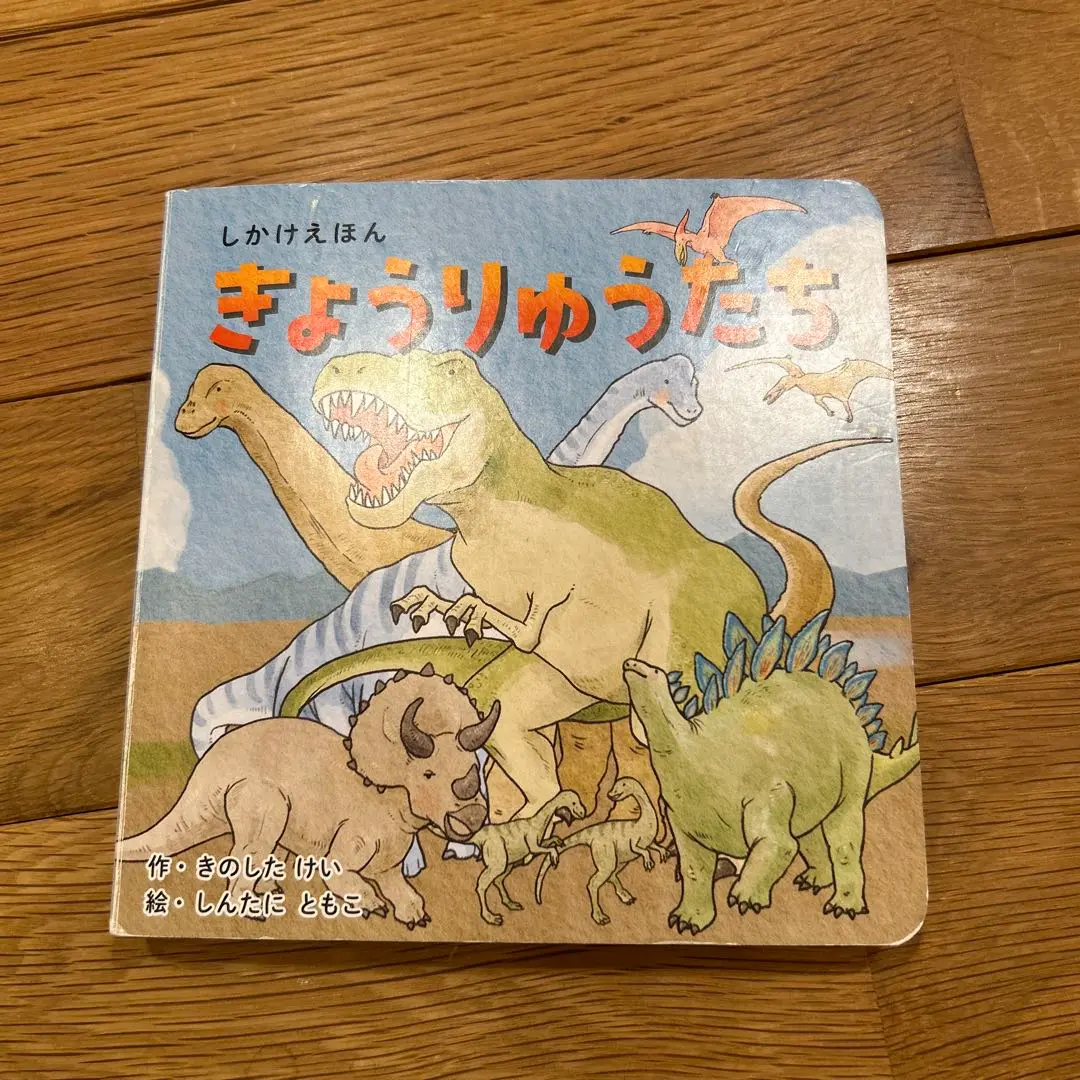 しかけえほん
きょうりゅうたち
作・きのした けい
絵・しんたに ともこ